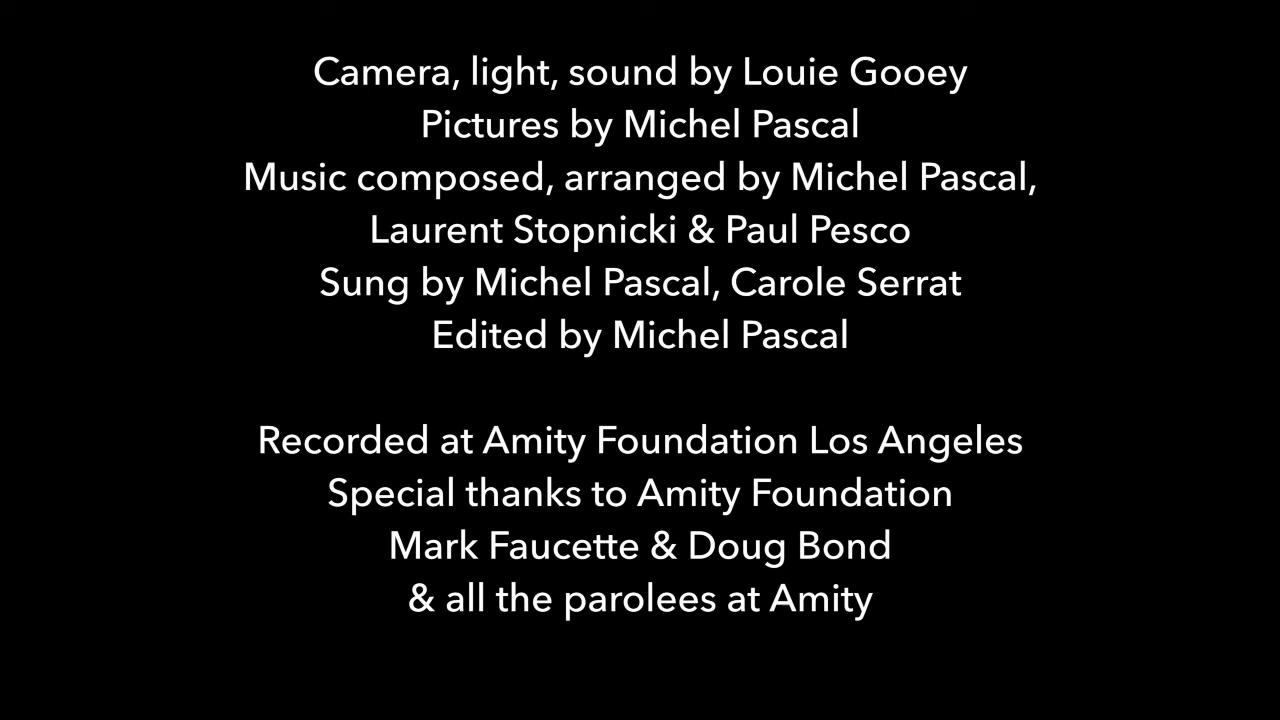 Camera, light, sound by Louie Gooey
Pictures by Michel Pascal
Music composed, arranged by Michel Pascal,
Laurent Stopnicki & Paul Pesco
Sung by Michel Pascal, Carole Serrat
Edited by Michel Pascal
Recorded at Amity Foundation Los Angeles
Special thanks to Amity Foundation
Mark Faucette & Doug Bond
& all the parolees at Amity